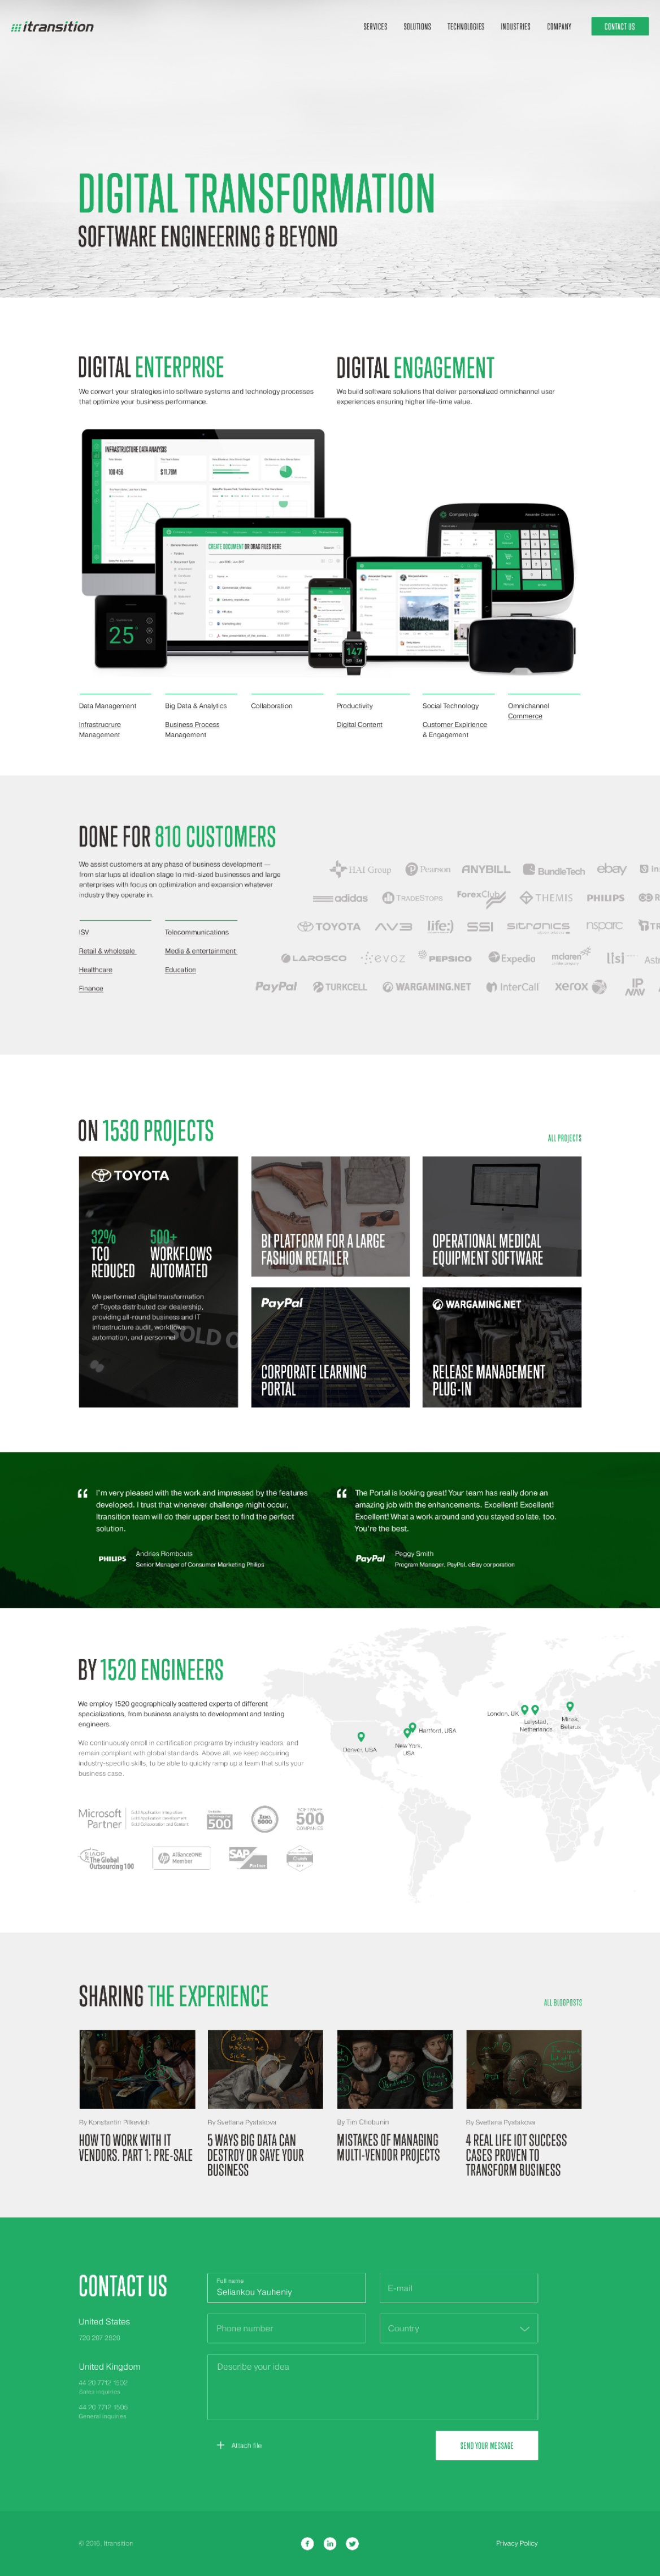 itransition
SERVICES SOLUTIONS TECHNOLOGIES INDUSTRIES COMPANY CONTACT US
DIGITAL TRANSFORMATION
SOFTWARE ENGINEERING & BEYOND
DIGITAL ENTERPRISE
We convert your strategies into software systems and technology processes
that optimize your business performance.
DIGITAL ENGAGEMENT
We build software solutions that deliver personalized omnichannel user
experiences ensuring higher life-time value.
INFRASTRUCTURE DATA ANALYSIS
100 456
$ 11.78M
CREATE DOCUMENT OR DRAG FILES HERE
Company Logo
25°
147
Data Management
Infrastrucrure
Management
Big Data & Analytics
Business Process
Management
Collaboration
Productivity
Digital Content
Social Technology
Customer Expirience
& Engagement
Omnichannel
Commerce
DONE FOR 810 CUSTOMERS
We assist customers at any phase of business development —
from startups at ideation stage to mid-sized businesses and large
enterprises with focus on optimization and expansion whatever
industry they operate in.
ISV
Retail & wholesale
Healthcare
Finance
Telecommunications
Media & entertainment
Education
HAI Group Pearson ANYBILL BundleTech ebay In
adidas TRADESTOPS ForexClub THEMIS PHILIPS
TOYOTA AV3 life:) SSI sitronics nsparc TR
LAROSCO evoz PEPSICO Expedia mclaren lisi Astr
PayPal TURKCELL WARGAMING.NET InterCall xerox IP NAV
ON 1530 PROJECTS
ALL PROJECTS
TOYOTA
32%
TCO
REDUCED
500+
WORKFLOWS
AUTOMATED
We performed digital transformation
of Toyota distributed car dealership,
providing all-round business and IT
infrastructure audit, workflows
automation, and personnel
SOLD
BI PLATFORM FOR A LARGE
FASHION RETAILER
OPERATIONAL MEDICAL
EQUIPMENT SOFTWARE
PayPal
CORPORATE LEARNING
PORTAL
WARGAMING.NET
RELEASE MANAGEMENT
PLUG-IN
I'm very pleased with the work and impressed by the features
developed. I trust that whenever challenge might occur,
Itransition team will do their upper best to find the perfect
solution.
PHILIPS
Andries Rombouts
Senior Manager of Consumer Marketing Philips
The Portal is looking great! Your team has really done an
amazing job with the enhancements. Excellent! Excellent!
Excellent! What a work around and you stayed so late, too.
You're the best.
PayPal
Peggy Smith
Program Manager, PayPal, eBay corporation
BY 1520 ENGINEERS
We employ 1520 geographically scattered experts of different
specializations, from business analysts to development and testing
engineers.
We continuously enroll in certification programs by industry leaders, and
remain compliant with global standards. Above all, we keep acquiring
industry-specific skills, to be able to quickly ramp up a team that suits your
business case.
Denver, USA
New York,
USA
Hartford, USA
London, UK
Lelystad,
Netherlands
Minsk,
Belarus
Microsoft
Partner
500
5000
500
COMPANIES
IAOP
The Global
Outsourcing 100
hp AllianceONE
Member
SAP Partner
Clutch
SHARING THE EXPERIENCE
ALL BLOGPOSTS
By Konstantin Pitkevich
HOW TO WORK WITH IT
VENDORS. PART 1: PRE-SALE
By Svetlana Pyatakova
5 WAYS BIG DATA CAN
DESTROY OR SAVE YOUR
BUSINESS
By Tim Chebunin
MISTAKES OF MANAGING
MULTI-VENDOR PROJECTS
By Svetlana Pyatakova
4 REAL LIFE IOT SUCCESS
CASES PROVEN TO
TRANSFORM BUSINESS
CONTACT US
United States
720 207 2820
United Kingdom
Sales inquiries
General inquiries
Full name
Seliankou Yauheniy
E-mail
Phone number
Country
Describe your idea
Attach file
SEND YOUR MESSAGE
© 2016, Itransition
Privacy Policy